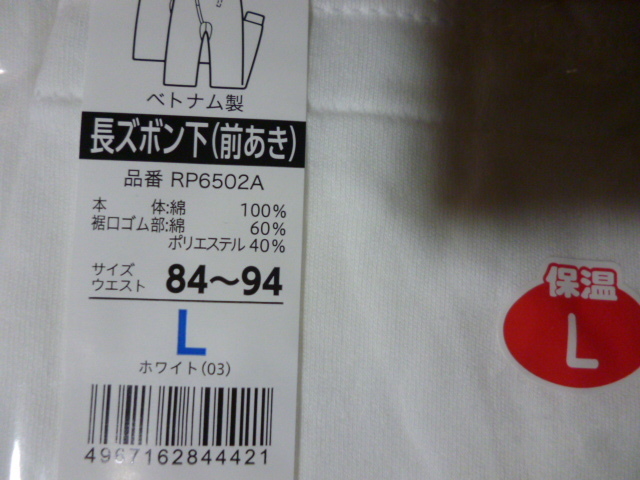 ベトナム製
長ズボン下(前あき)
品番 RP6502A
本 体:綿 100%
裾口ゴム部:綿 60%
ポリエステル 40%
サイズ
ウエスト 84~94
L
ホワイト(03)
4967162844421
保温
L